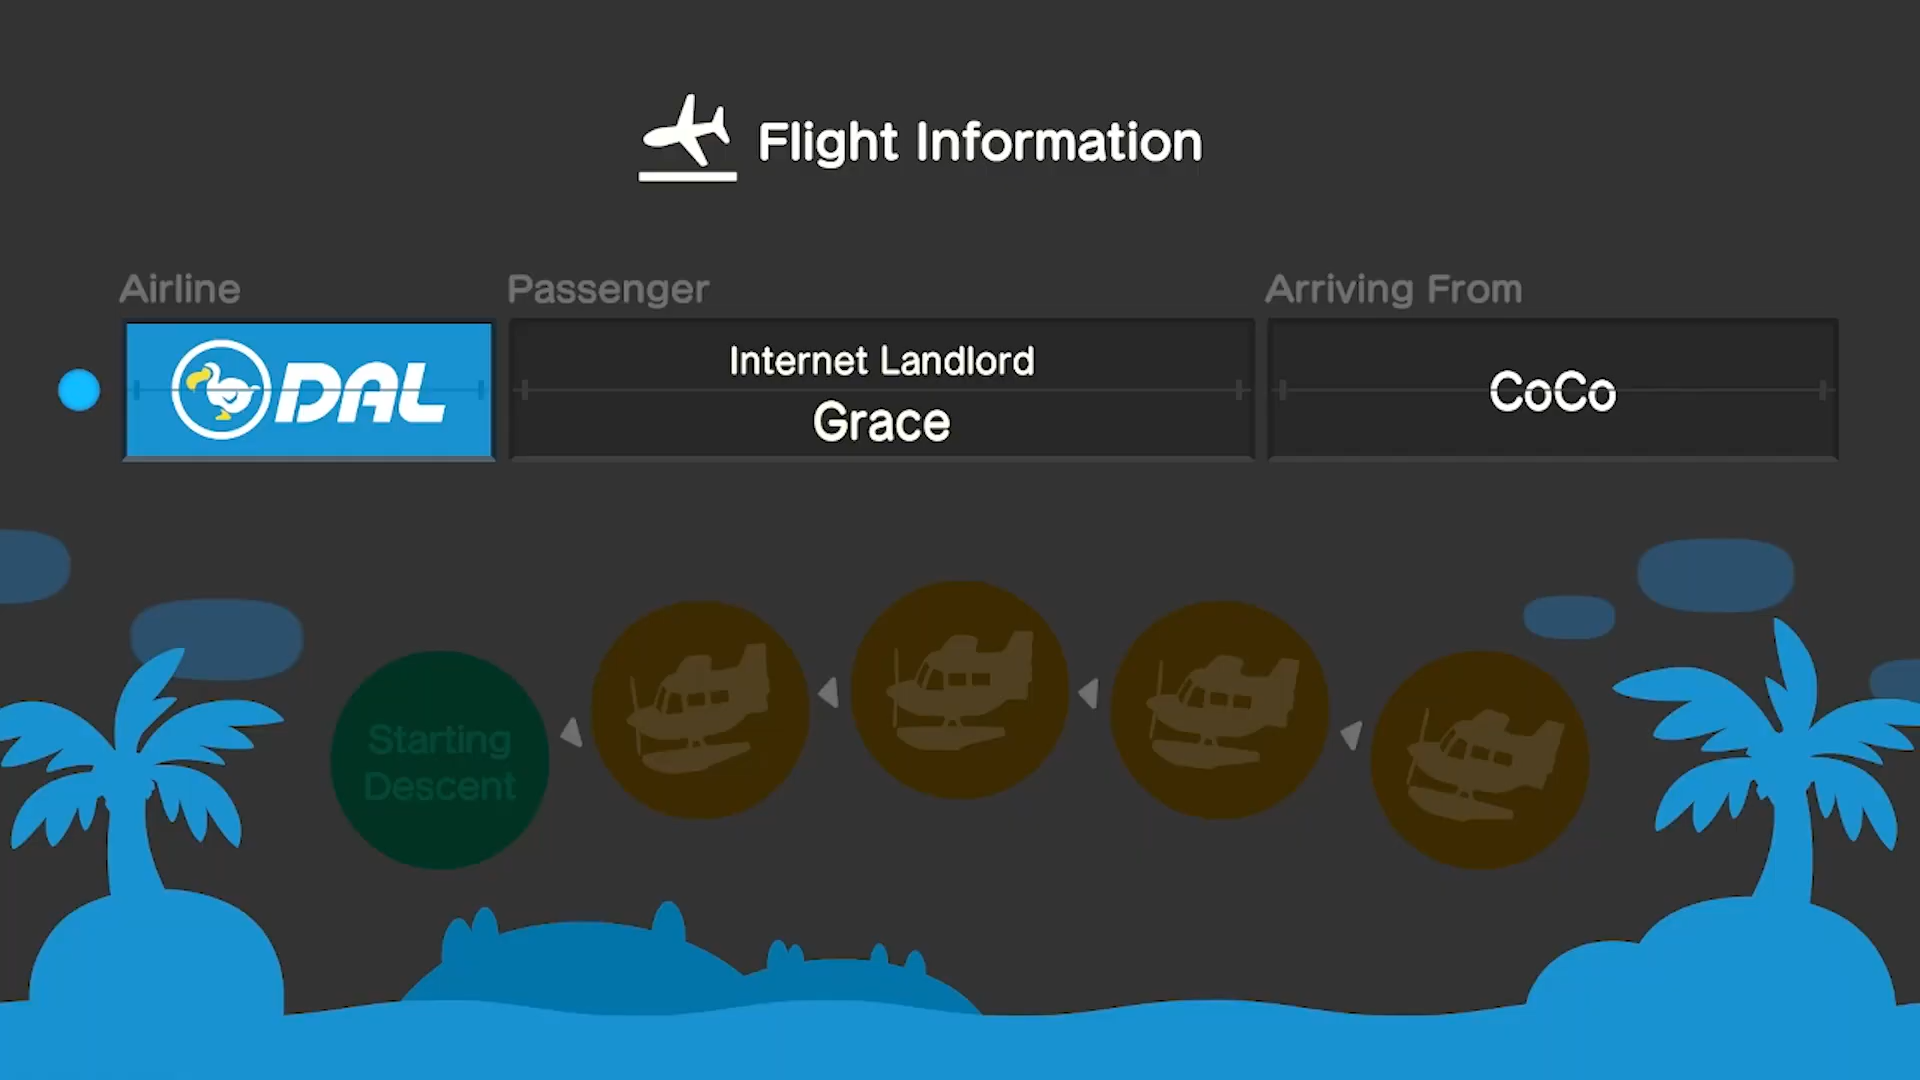 Flight Information
Airline
Passenger
Arriving From
DAL
Internet Landlord
Grace
CoCo
Starting
Descent